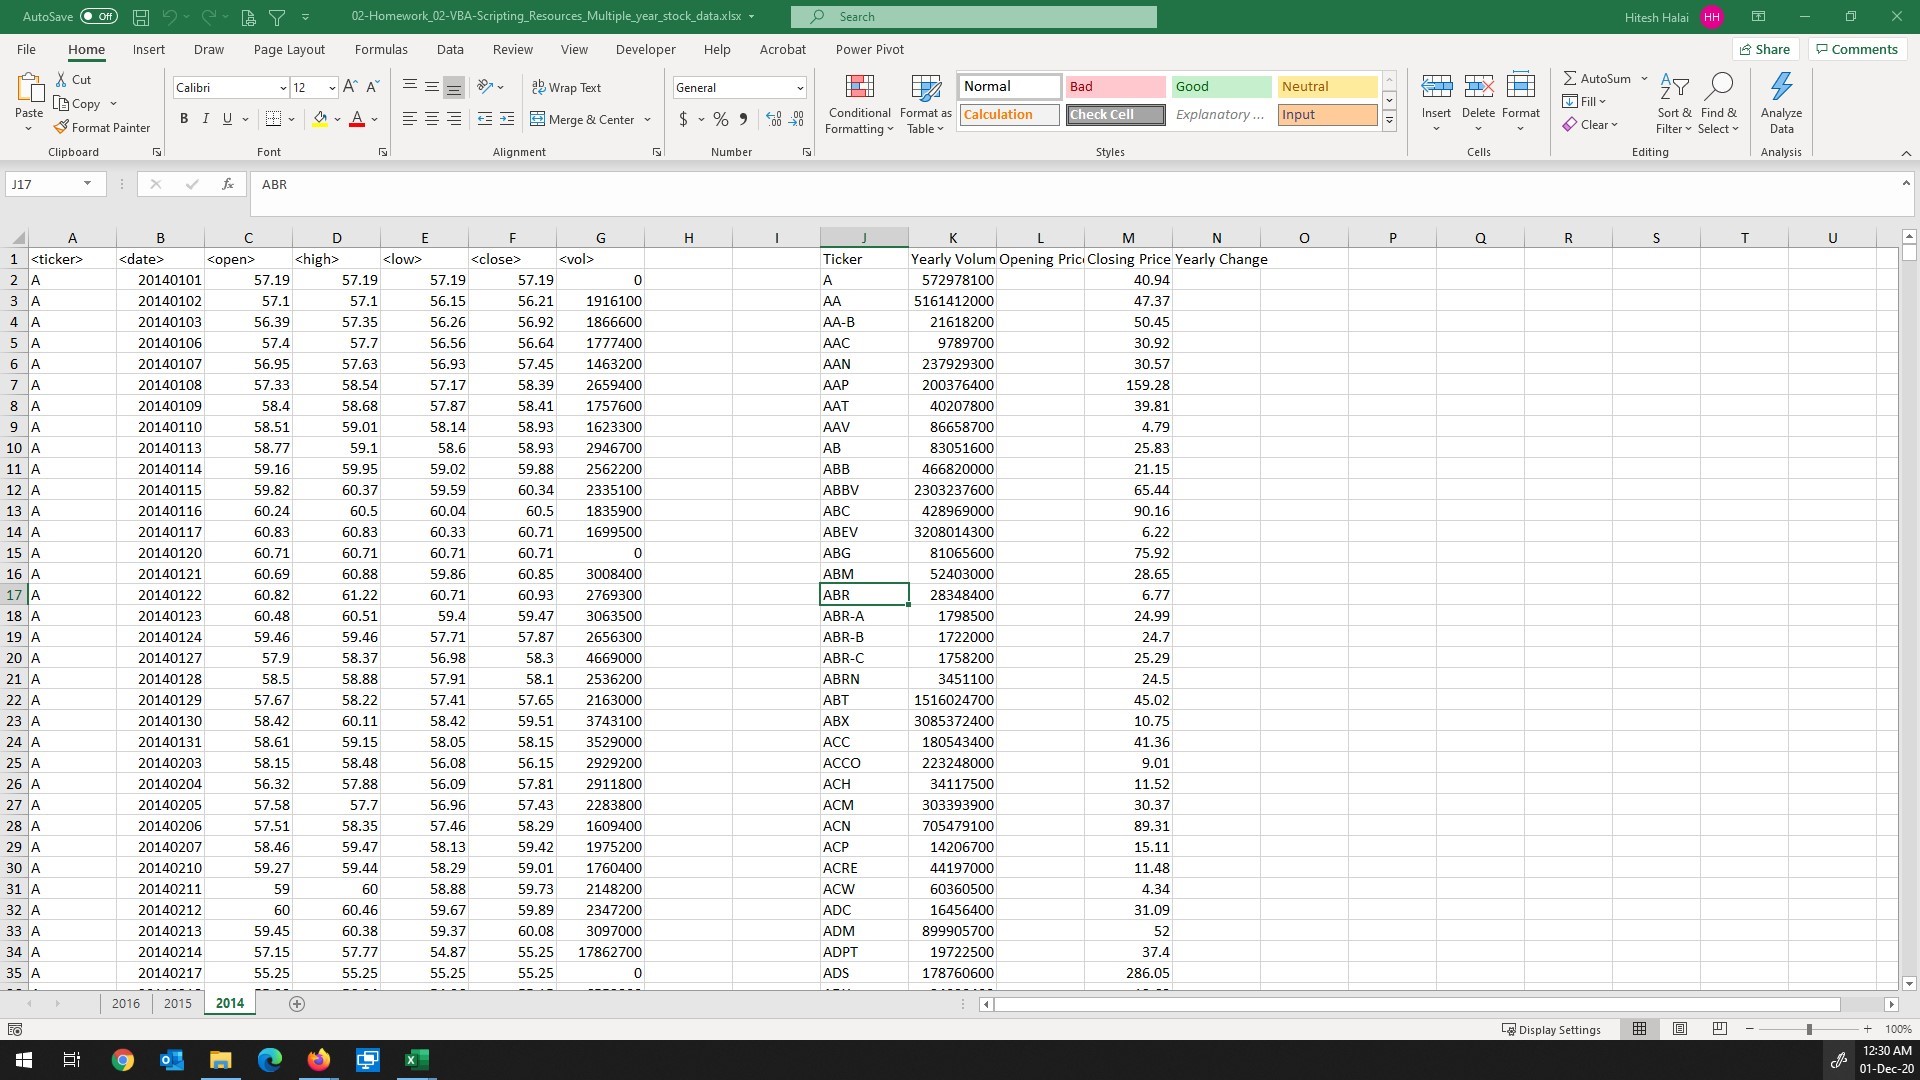 AutoSave Off 02-Homework_02-VBA-Scripting_Resources_Multiple_year_stock_data.xlsx Search Hitesh Halai HH
File Home Insert Draw Page Layout Formulas Data Review View Developer Help Acrobat Power Pivot Share Comments
Paste Cut Copy Format Painter Clipboard
Calibri 12 B I U A Font
Wrap Text Merge & Center Alignment
General $ % Number
Conditional Formatting Format as Table Normal Bad Good Neutral Calculation Check Cell Explanatory ... Input Styles
Insert Delete Format Cells
AutoSum Fill Clear Sort & Filter Find & Select Editing
Analyze Data Analysis
J17 fx ABR
A B C D E F G H I J K L M N O P Q R S T U
1 <ticker> <date> <open> <high> <low> <close> <vol> Ticker Yearly Volum Opening Pric Closing Price Yearly Change
2 A 20140101 57.19 57.19 57.19 57.19 0 A 572978100 40.94
3 A 20140102 57.1 57.1 56.15 56.21 1916100 AA 5161412000 47.37
4 A 20140103 56.39 57.35 56.26 56.92 1866600 AA-B 21618200 50.45
5 A 20140106 57.4 57.7 56.56 56.64 1777400 AAC 9789700 30.92
6 A 20140107 56.95 57.63 56.93 57.45 1463200 AAN 237929300 30.57
7 A 20140108 57.33 58.54 57.17 58.39 2659400 AAP 200376400 159.28
8 A 20140109 58.4 58.68 57.87 58.41 1757600 AAT 40207800 39.81
9 A 20140110 58.51 59.01 58.14 58.93 1623300 AAV 86658700 4.79
10 A 20140113 58.77 59.1 58.6 58.93 2946700 AB 83051600 25.83
11 A 20140114 59.16 59.95 59.02 59.88 2562200 ABB 466820000 21.15
12 A 20140115 59.82 60.37 59.59 60.34 2335100 ABBV 2303237600 65.44
13 A 20140116 60.24 60.5 60.04 60.5 1835900 ABC 428969000 90.16
14 A 20140117 60.83 60.83 60.33 60.71 1699500 ABEV 3208014300 6.22
15 A 20140120 60.71 60.71 60.71 60.71 0 ABG 81065600 75.92
16 A 20140121 60.69 60.88 59.86 60.85 3008400 ABM 52403000 28.65
17 A 20140122 60.82 61.22 60.71 60.93 2769300 ABR 28348400 6.77
18 A 20140123 60.48 60.51 59.4 59.47 3063500 ABR-A 1798500 24.99
19 A 20140124 59.46 59.46 57.71 57.87 2656300 ABR-B 1722000 24.7
20 A 20140127 57.9 58.37 56.98 58.3 4669000 ABR-C 1758200 25.29
21 A 20140128 58.5 58.88 57.91 58.1 2536200 ABRN 3451100 24.5
22 A 20140129 57.67 58.22 57.41 57.65 2163000 ABT 1516024700 45.02
23 A 20140130 58.42 60.11 58.42 59.51 3743100 ABX 3085372400 10.75
24 A 20140131 58.61 59.15 58.05 58.15 3529000 ACC 180543400 41.36
25 A 20140203 58.15 58.48 56.08 56.15 2929200 ACCO 223248000 9.01
26 A 20140204 56.32 57.88 56.09 57.81 2911800 ACH 34117500 11.52
27 A 20140205 57.58 57.7 56.96 57.43 2283800 ACM 303393900 30.37
28 A 20140206 57.51 58.35 57.46 58.29 1609400 ACN 705479100 89.31
29 A 20140207 58.46 59.47 58.13 59.42 1975200 ACP 14206700 15.11
30 A 20140210 59.27 59.44 58.29 59.01 1760400 ACRE 44197000 11.48
31 A 20140211 59 60 58.88 59.73 2148200 ACW 60360500 4.34
32 A 20140212 60 60.46 59.67 59.89 2347200 ADC 16456400 31.09
33 A 20140213 59.45 60.38 59.37 60.08 3097000 ADM 899905700 52
34 A 20140214 57.15 57.77 54.87 55.25 17862700 ADPT 19722500 37.4
35 A 20140217 55.25 55.25 55.25 55.25 0 ADS 178760600 286.05
2016 2015 2014
Display Settings 100%
12:30 AM
01-Dec-20